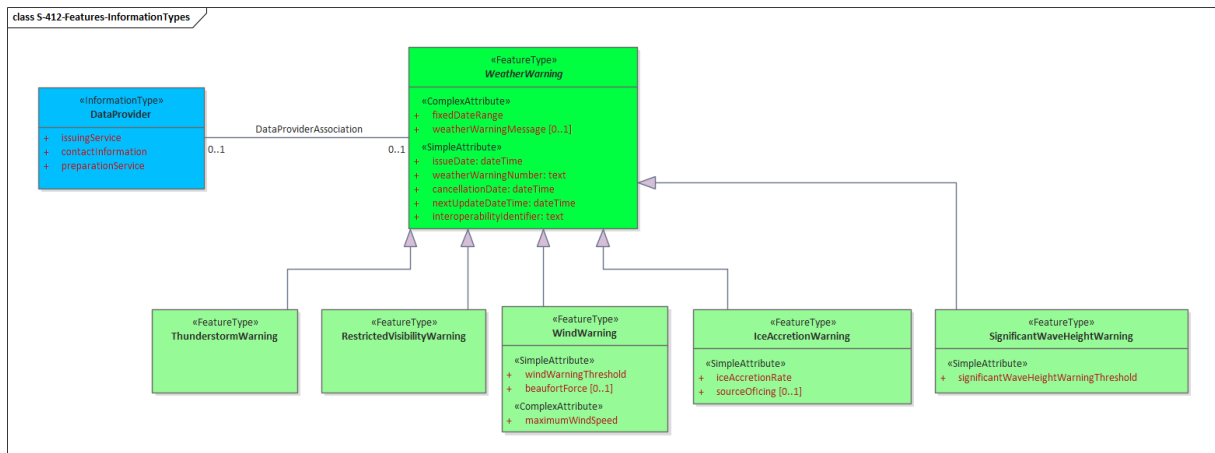 class S-412-Features-InformationTypes
«FeatureType»
WeatherWarning
«ComplexAttribute»
+ fixedDateRange
+ weatherWarningMessage [0..1]
«SimpleAttribute»
+ issueDate: dateTime
+ weatherWarningNumber: text
+ cancellationDate: dateTime
+ nextUpdateDateTime: dateTime
+ interoperabilityIdentifier: text
«InformationType»
DataProvider
+ issuingService
+ contactInformation
+ preparationService
DataProviderAssociation
0..1
0..1
«FeatureType»
ThunderstormWarning
«FeatureType»
RestrictedVisibilityWarning
«FeatureType»
WindWarning
«SimpleAttribute»
+ windWarningThreshold
+ beaufortForce [0..1]
«ComplexAttribute»
+ maximumWindSpeed
«FeatureType»
IceAccretionWarning
«SimpleAttribute»
+ iceAccretionRate
+ sourceOfIcing [0..1]
«FeatureType»
SignificantWaveHeightWarning
«SimpleAttribute»
+ significantWaveHeightWarningThreshold